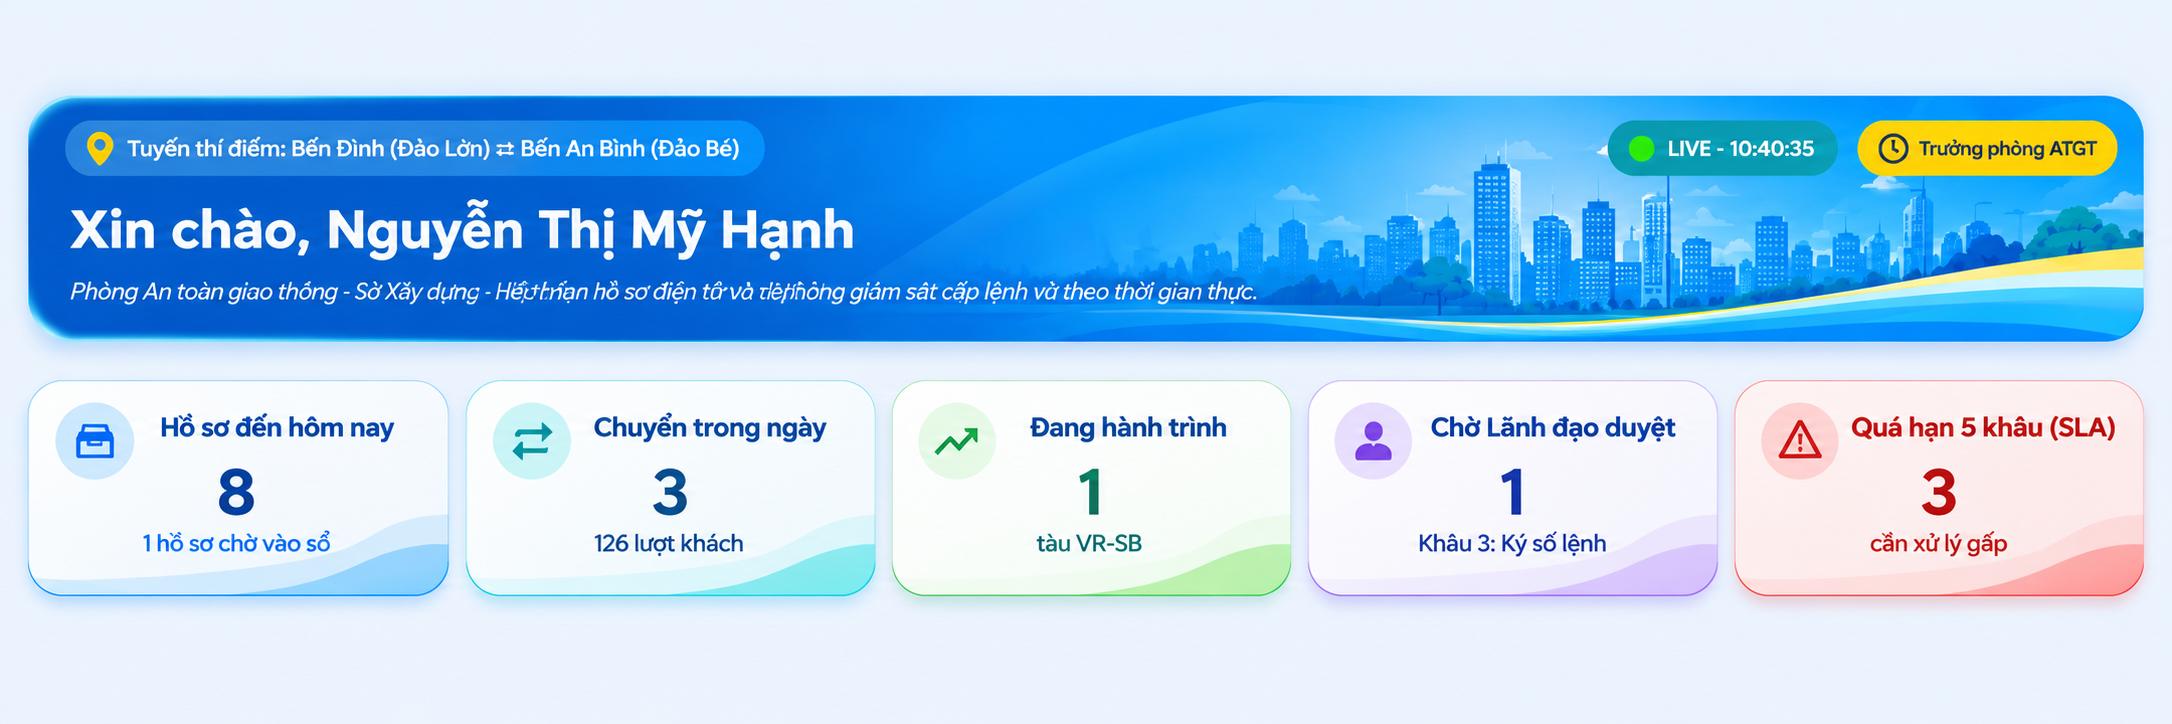 Tuyến thí điểm: Bến Đình (Đảo Lờn) ⇄ Bến An Bình (Đảo Bé)
LIVE - 10:40:35
Trưởng phòng ATGT
Xin chào, Nguyễn Thị Mỹ Hạnh
Phòng An toàn giao thông - Sở Xây dựng - hồ sơ điện giám sát cấp lệnh và theo thời gian thực.
Hồ sơ đến hôm nay
8
1 hồ sơ chờ vào sổ
Chuyển trong ngày
3
126 lượt khách
Đang hành trình
1
tàu VR-SB
Chờ Lãnh đạo duyệt
1
Khâu 3: Ký số lệnh
Quá hạn 5 khâu (SLA)
3
cần xử lý gấp